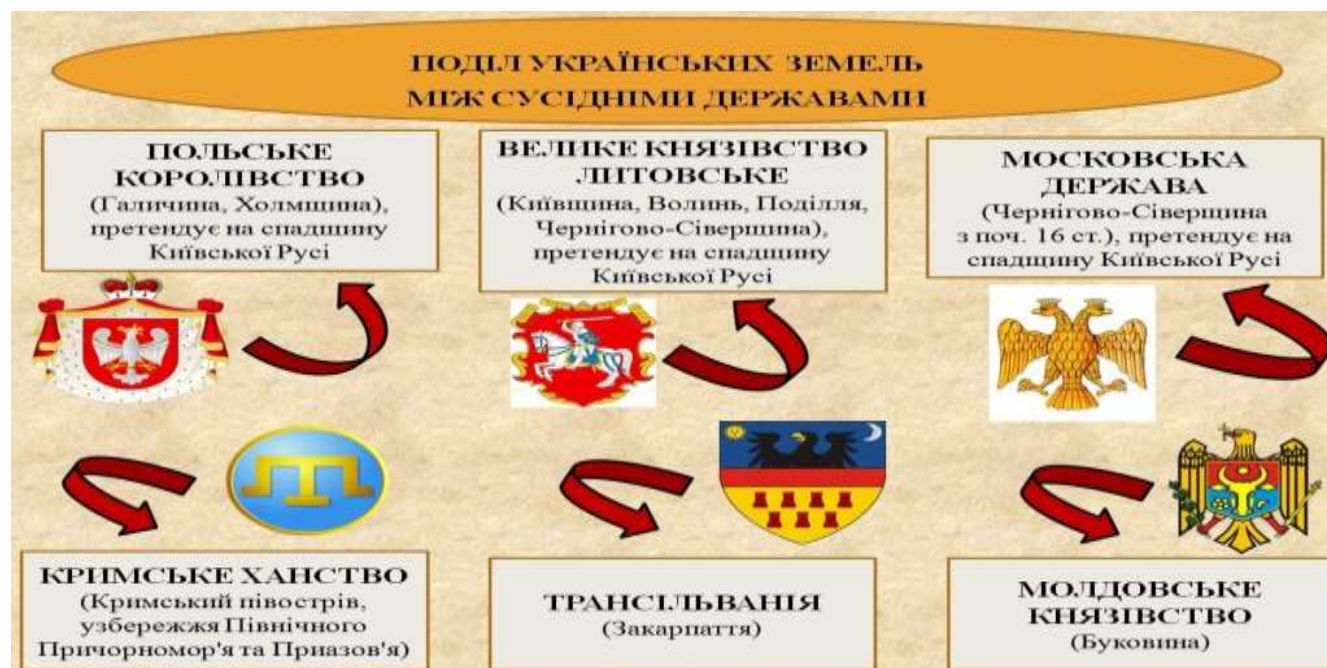 ПОДІЛ УКРАЇНСЬКИХ ЗЕМЕЛЬ
МІЖ СУСІДНІМИ ДЕРЖАВАМИ
ПОЛЬСЬКЕ
КОРОЛІВСТВО
(Галичина, Холмщина),
претендує на спадщину
Київської Русі
ВЕЛИКЕ КНЯЗІВСТВО
ЛИТОВСЬКЕ
(Київщина, Волинь, Поділля,
Чернігово-Сіверщина),
претендує на спадщину
Київської Русі
МОСКОВСЬКА
ДЕРЖАВА
(Чернігово-Сіверщина
з поч. 16 ст.), претендує на
спадщину Київської Русі
КРИМСЬКЕ ХАНСТВО
(Кримський півострів,
узбережжя Північного
Причорномор'я та Приазов'я)
ТРАНСІЛЬВАНІЯ
(Закарпаття)
МОЛДОВСЬКЕ
КНЯЗІВСТВО
(Буковина)